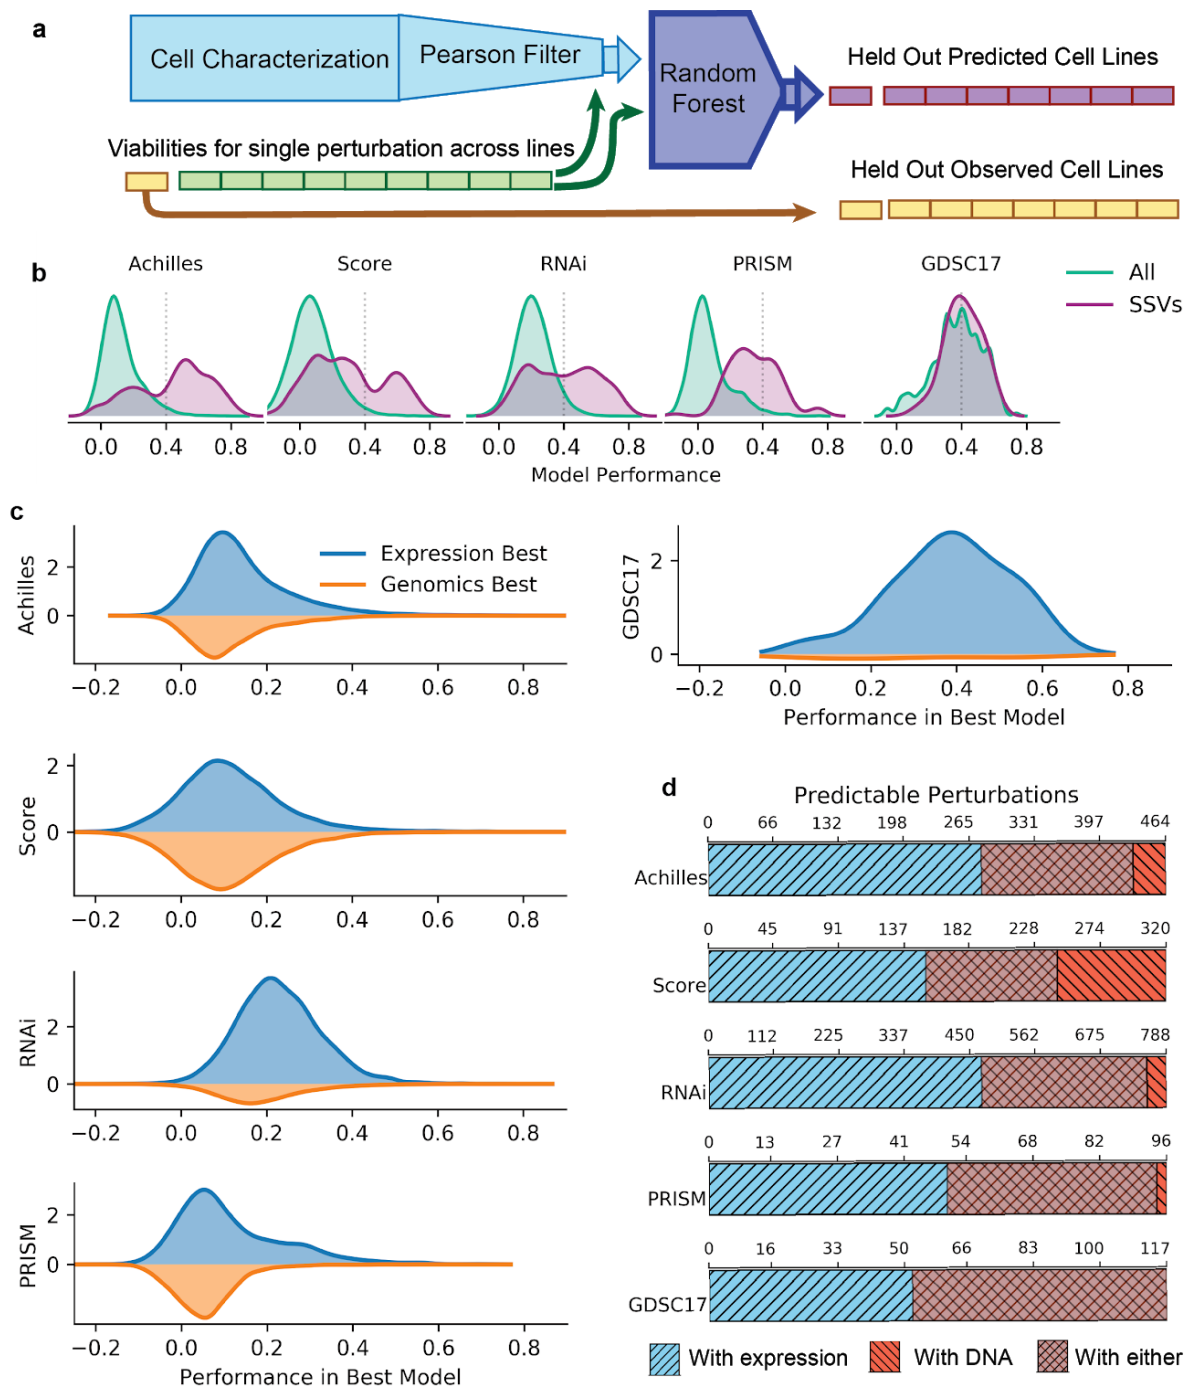 a
Cell Characterization
Pearson Filter
Random
Forest
Held Out Predicted Cell Lines
Viabilities for single perturbation across lines
Held Out Observed Cell Lines
b
Achilles
Score
RNAi
PRISM
GDSC17
All
SSVs
0.0 0.4 0.8
0.0 0.4 0.8
0.0 0.4 0.8
0.0 0.4 0.8
0.0 0.4 0.8
Model Performance
c
Achilles
2
0
Expression Best
Genomics Best
−0.2 0.0 0.2 0.4 0.6 0.8
GDSC17
2
0
−0.2 0.0 0.2 0.4 0.6 0.8
Performance in Best Model
Score
2
0
−0.2 0.0 0.2 0.4 0.6 0.8
RNAi
2
0
−0.2 0.0 0.2 0.4 0.6 0.8
PRISM
2
0
−0.2 0.0 0.2 0.4 0.6 0.8
Performance in Best Model
d
Predictable Perturbations
0 66 132 198 265 331 397 464
Achilles
0 45 91 137 182 228 274 320
Score
0 112 225 337 450 562 675 788
RNAi
0 13 27 41 54 68 82 96
PRISM
0 16 33 50 66 83 100 117
GDSC17
With expression
With DNA
With either